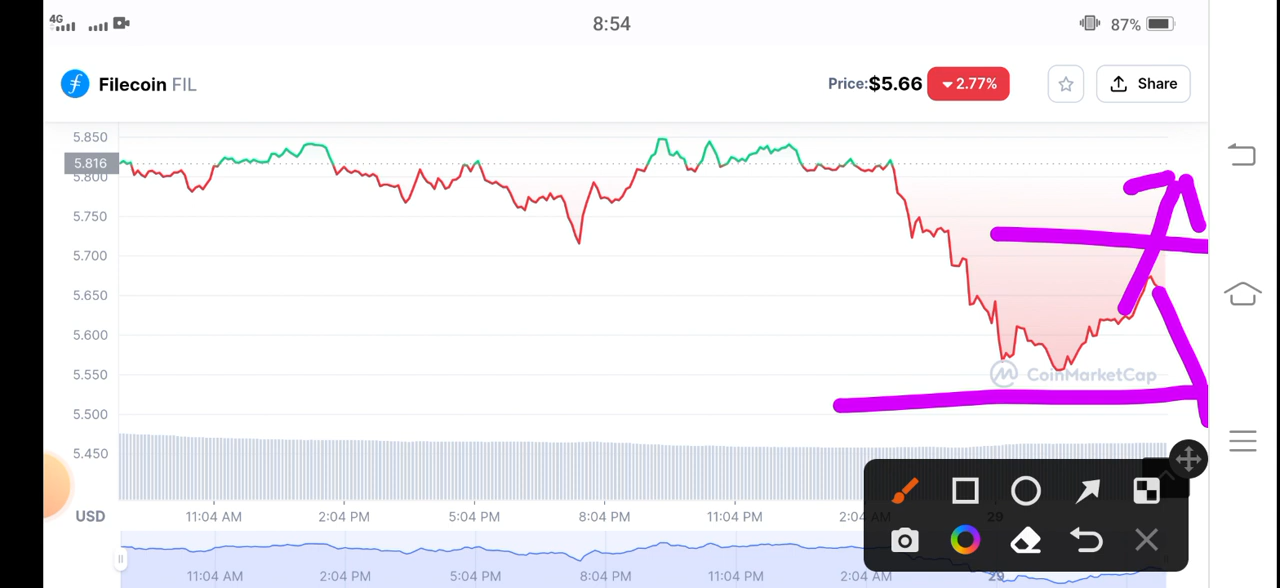 4G 8:54 87%
Filecoin FIL Price:$5.66 2.77% Share
5.850
5.816
5.800
5.750
5.700
5.650
5.600
5.550
CoinMarketCap
5.500
5.450
USD 11:04 AM 2:04 PM 5:04 PM 8:04 PM 11:04 PM 2:04 AM 29
11:04 AM 2:04 PM 5:04 PM 8:04 PM 11:04 PM 2:04 AM 29